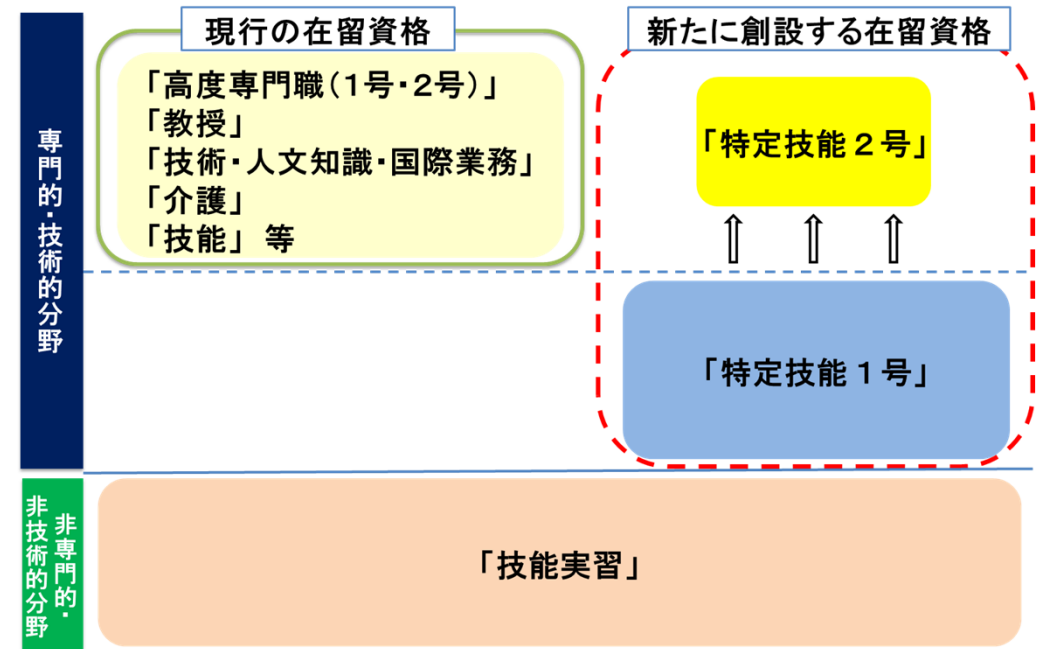 現行の在留資格
新たに創設する在留資格
専門的・技術的分野
「高度専門職(1号・2号)」
「教授」
「技術・人文知識・国際業務」
「介護」
「技能」 等
「特定技能2号」
⇧ ⇧ ⇧
「特定技能1号」
非専門的・
非技術的分野
「技能実習」